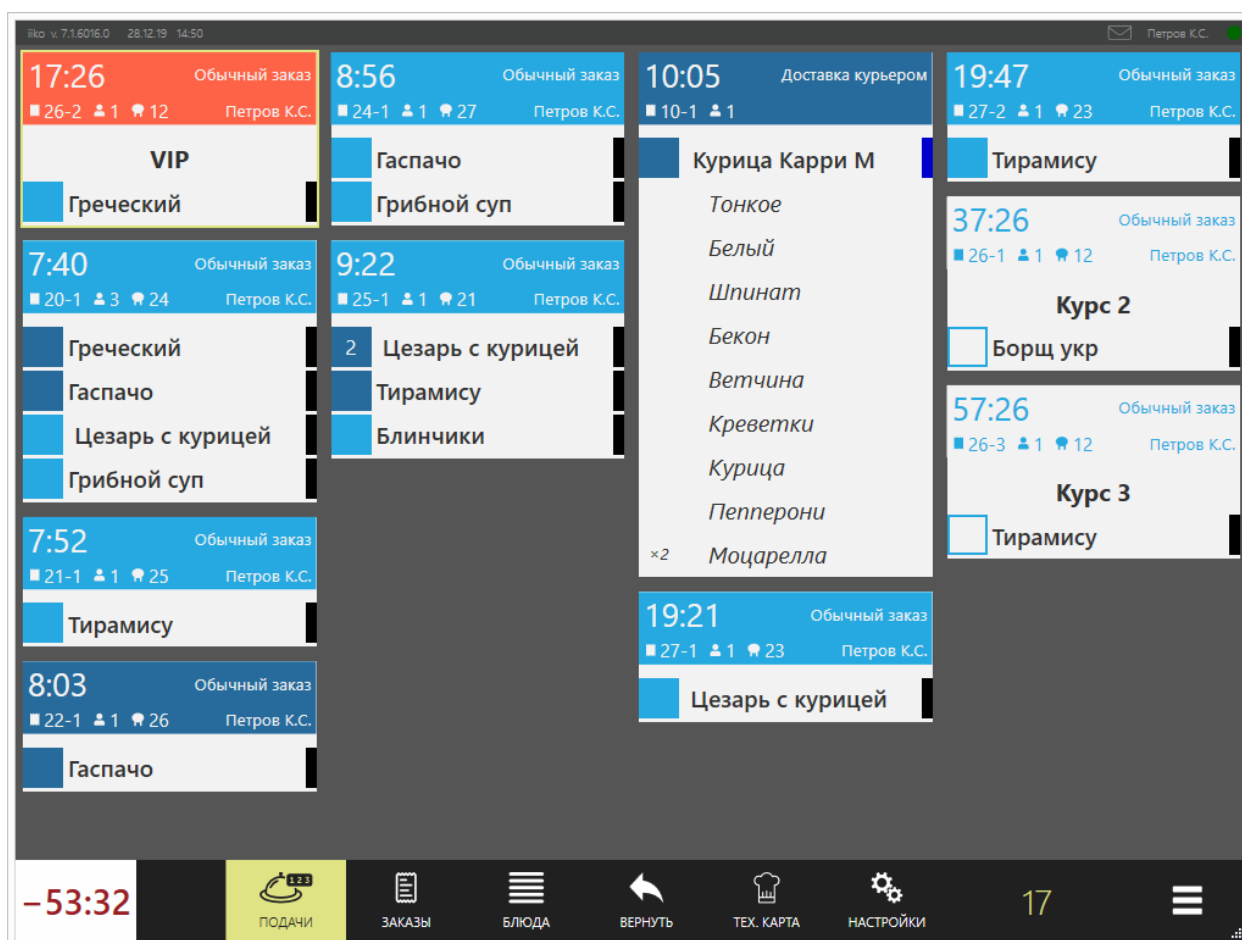 iiko v. 7.1.6016.0 28.12.19 14:50 Петров К.С.
17:26 Обычный заказ
26-2 1 12 Петров К.С.
VIP
Греческий
7:40 Обычный заказ
20-1 3 24 Петров К.С.
Греческий
Гаспачо
Цезарь с курицей
Грибной суп
7:52 Обычный заказ
21-1 1 25 Петров К.С.
Тирамису
8:03 Обычный заказ
22-1 1 26 Петров К.С.
Гаспачо
8:56 Обычный заказ
24-1 1 27 Петров К.С.
Гаспачо
Грибной суп
9:22 Обычный заказ
25-1 1 21 Петров К.С.
2 Цезарь с курицей
Тирамису
Блинчики
10:05 Доставка курьером
10-1 1
Курица Карри М
Тонкое
Белый
Шпинат
Бекон
Ветчина
Креветки
Курица
Пепперони
×2 Моцарелла
19:21 Обычный заказ
27-1 1 23 Петров К.С.
Цезарь с курицей
19:47 Обычный заказ
27-2 1 23 Петров К.С.
Тирамису
37:26 Обычный заказ
26-1 1 12 Петров К.С.
Курс 2
Борщ укр
57:26 Обычный заказ
26-3 1 12 Петров К.С.
Курс 3
Тирамису
–53:32
123
ПОДАЧИ
ЗАКАЗЫ
БЛЮДА
ВЕРНУТЬ
ТЕХ. КАРТА
НАСТРОЙКИ
17